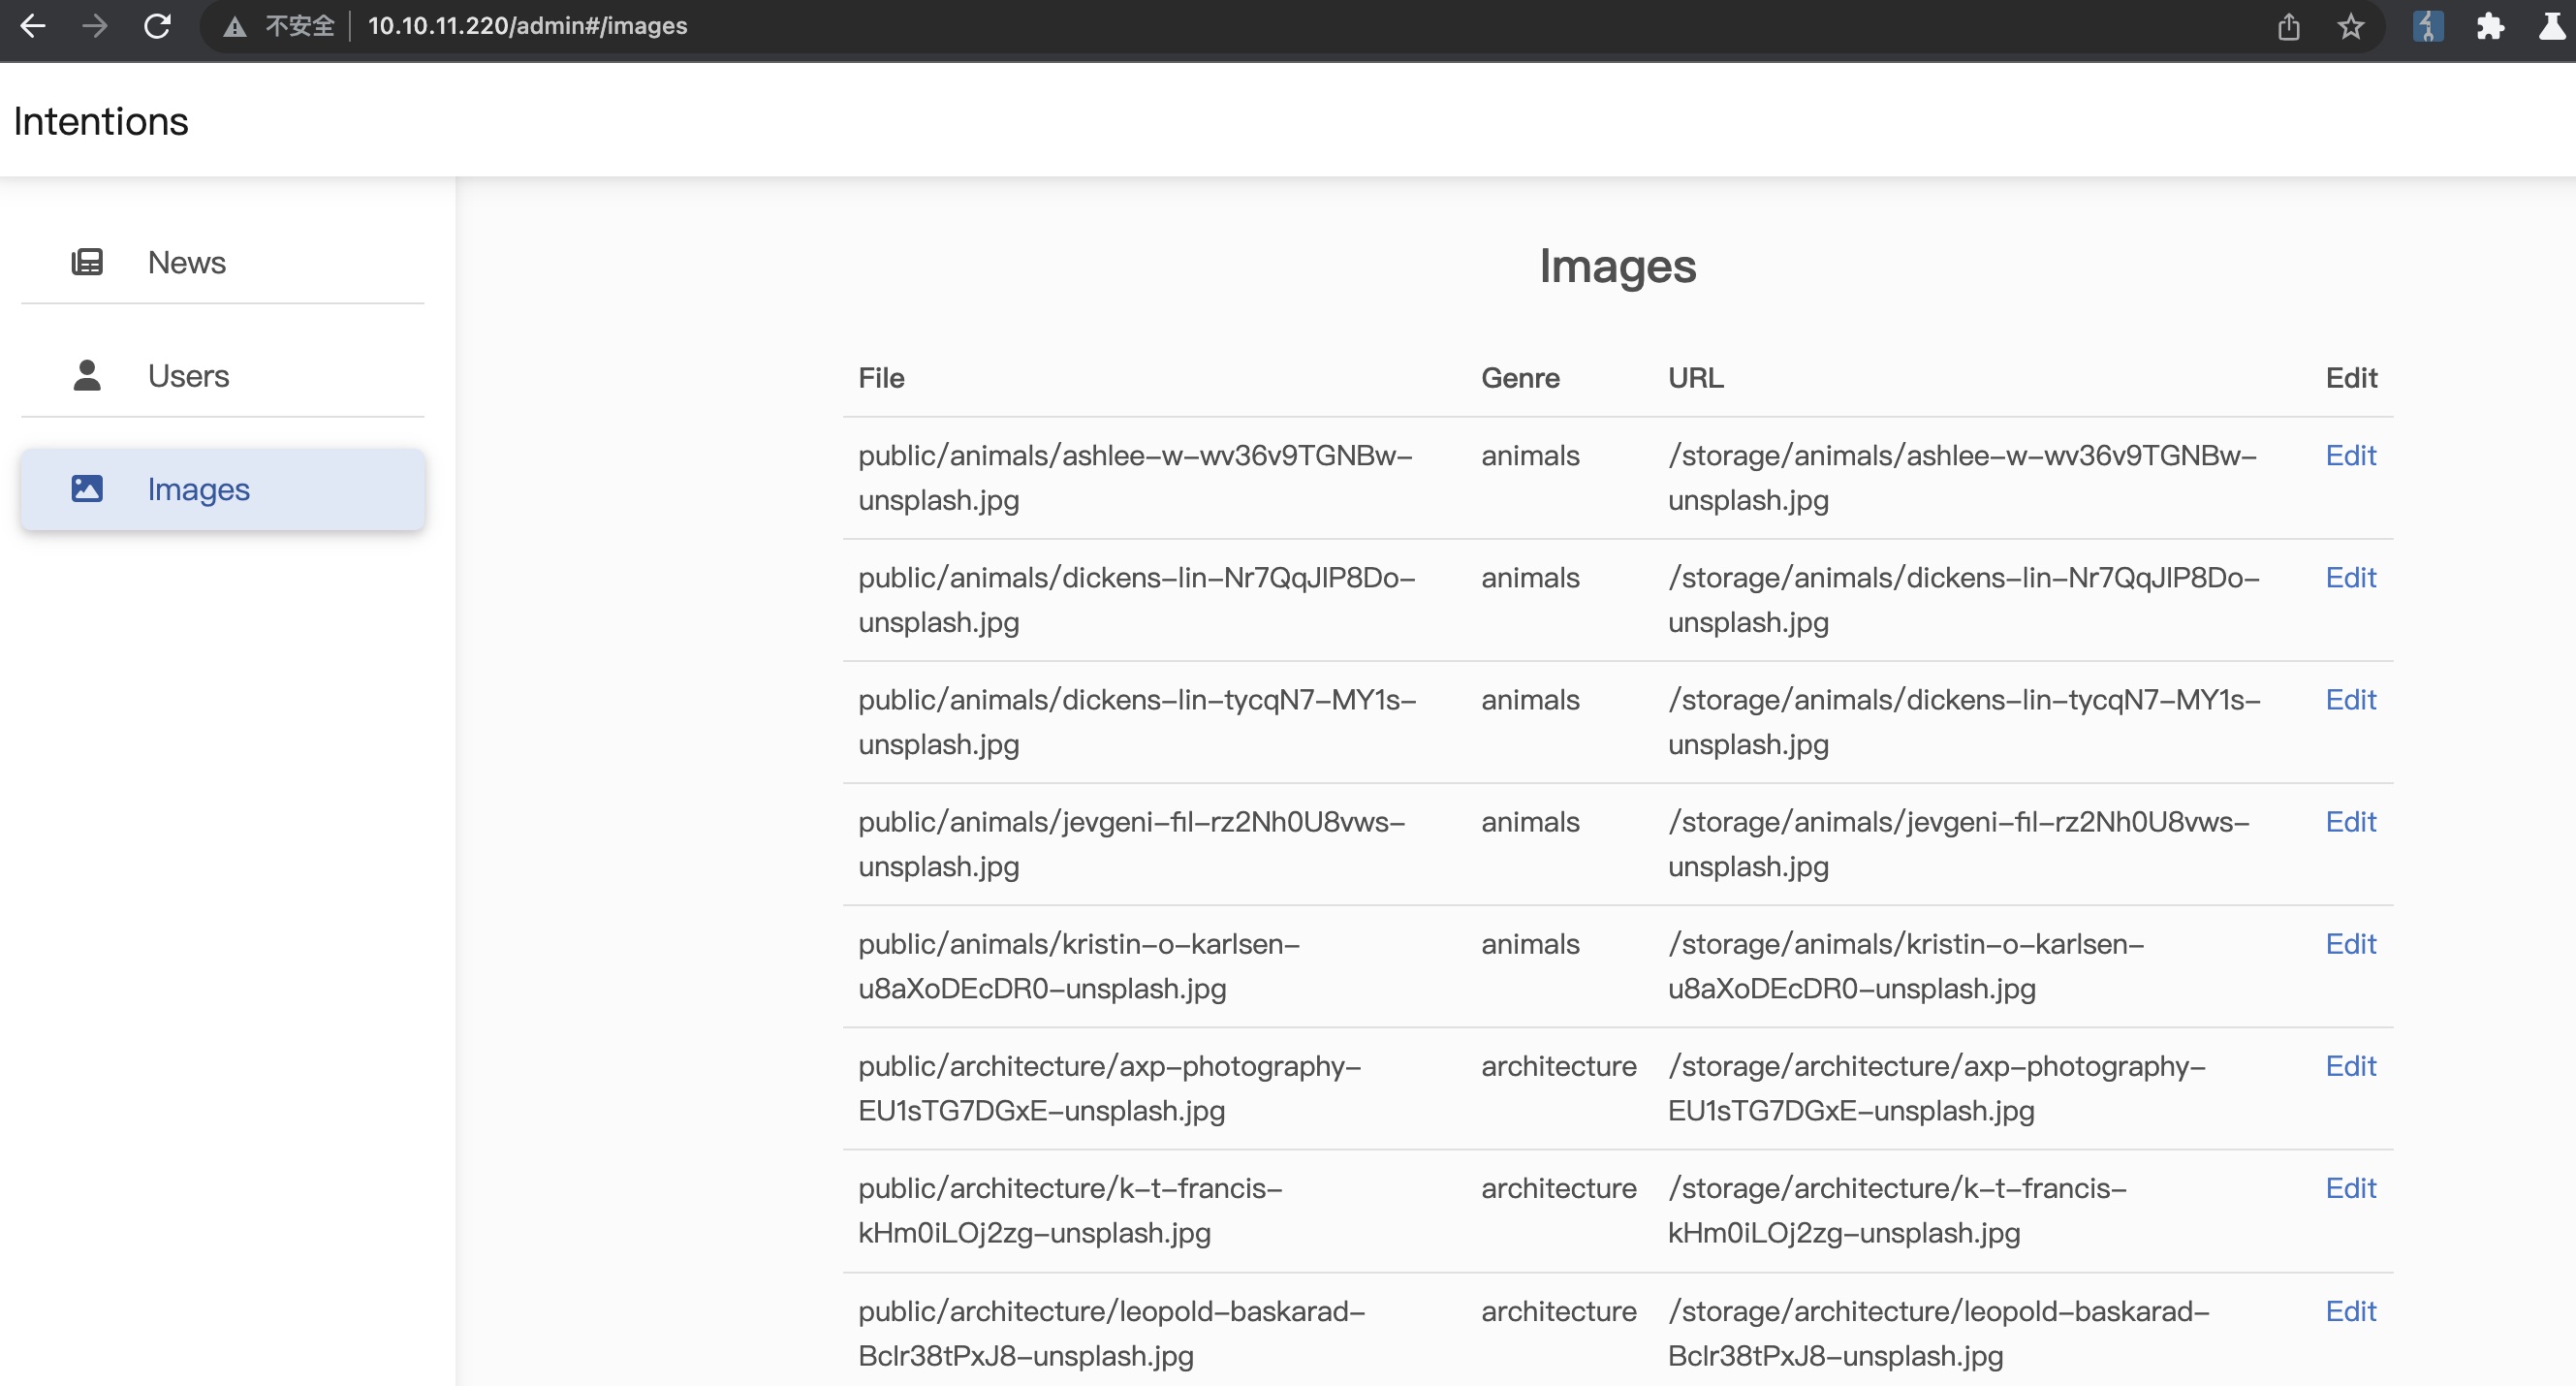 不安全 10.10.11.220/admin#/images
Intentions
News
Users
Images
Images
File Genre URL Edit
public/animals/ashlee-w-wv36v9TGNBw- animals /storage/animals/ashlee-w-wv36v9TGNBw- Edit
unsplash.jpg unsplash.jpg
public/animals/dickens-lin-Nr7QqJIP8Do- animals /storage/animals/dickens-lin-Nr7QqJIP8Do- Edit
unsplash.jpg unsplash.jpg
public/animals/dickens-lin-tycqN7-MY1s- animals /storage/animals/dickens-lin-tycqN7-MY1s- Edit
unsplash.jpg unsplash.jpg
public/animals/jevgeni-fil-rz2Nh0U8vws- animals /storage/animals/jevgeni-fil-rz2Nh0U8vws- Edit
unsplash.jpg unsplash.jpg
public/animals/kristin-o-karlsen- animals /storage/animals/kristin-o-karlsen- Edit
u8aXoDEcDR0-unsplash.jpg u8aXoDEcDR0-unsplash.jpg
public/architecture/axp-photography- architecture /storage/architecture/axp-photography- Edit
EU1sTG7DGxE-unsplash.jpg EU1sTG7DGxE-unsplash.jpg
public/architecture/k-t-francis- architecture /storage/architecture/k-t-francis- Edit
kHm0iLOj2zg-unsplash.jpg kHm0iLOj2zg-unsplash.jpg
public/architecture/leopold-baskarad- architecture /storage/architecture/leopold-baskarad- Edit
Bclr38tPxJ8-unsplash.jpg Bclr38tPxJ8-unsplash.jpg